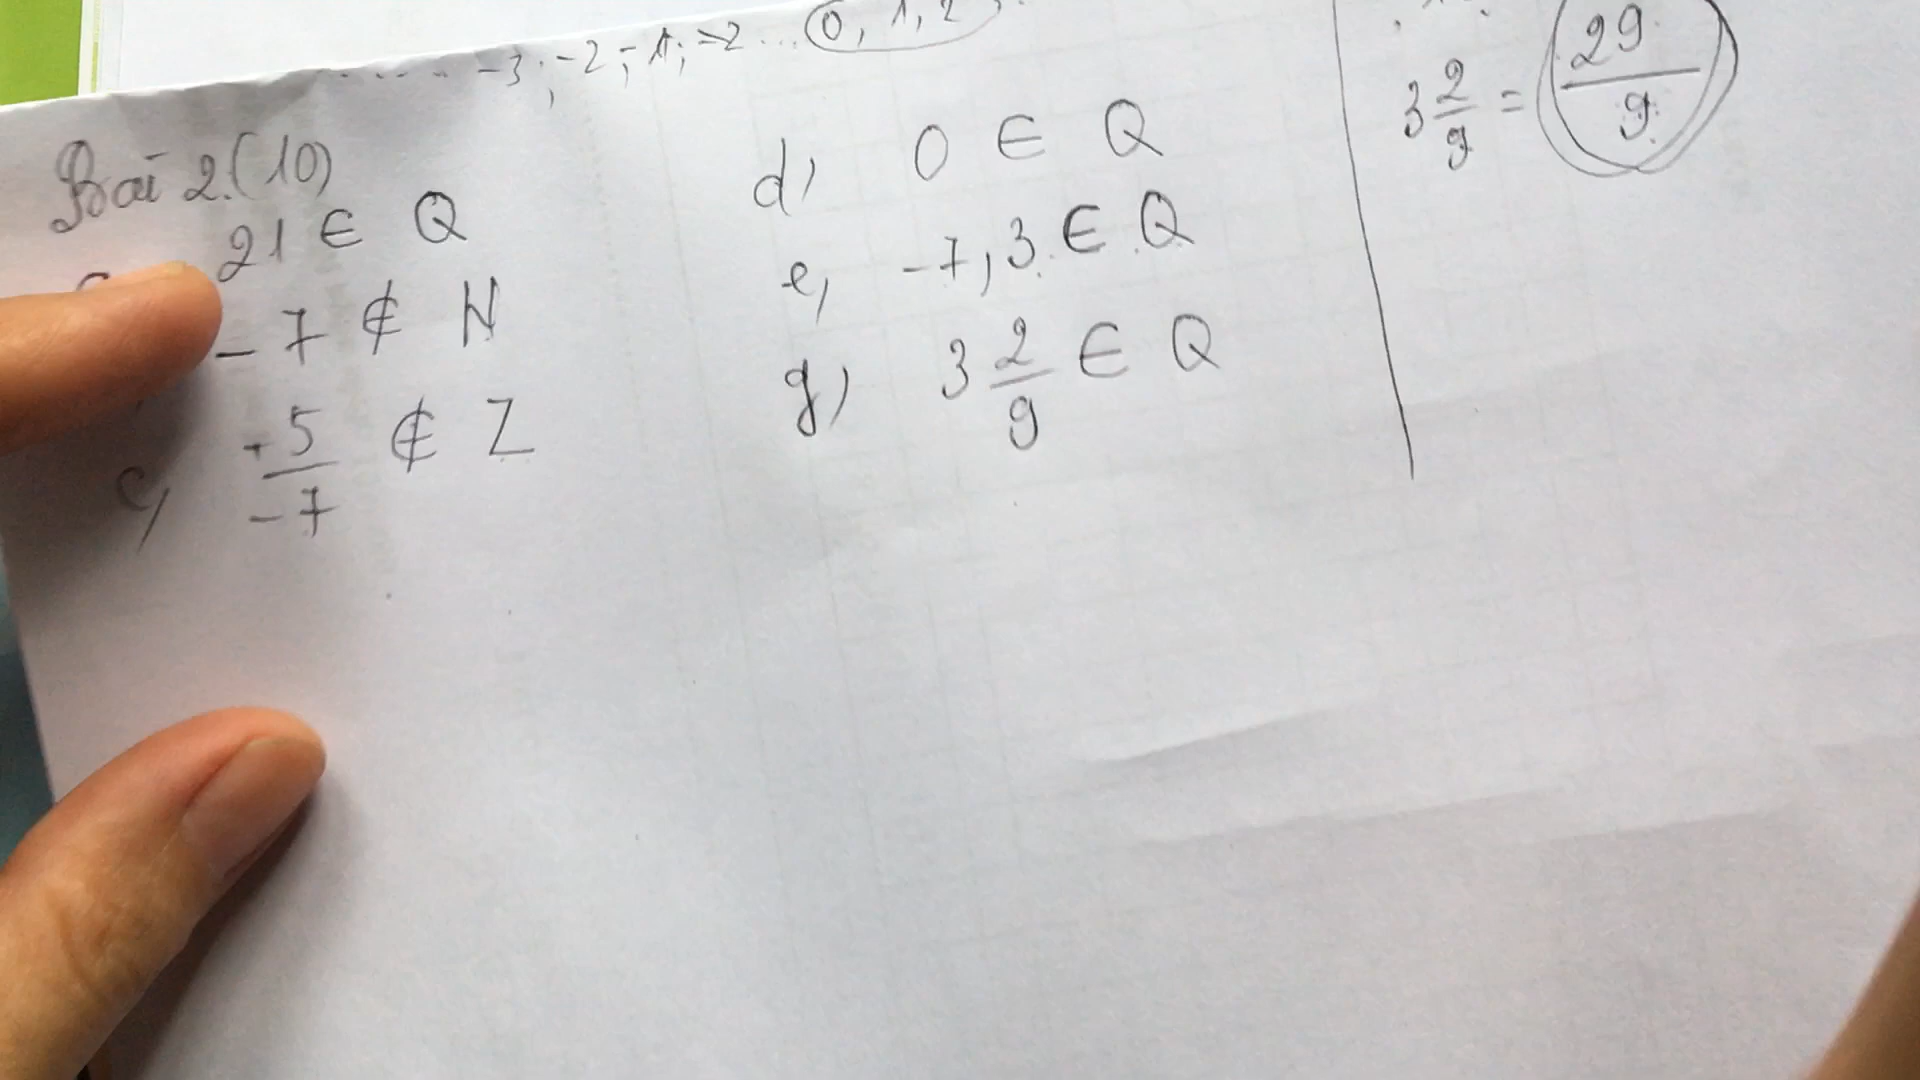 -3; -2; -1; -2 ... 0, 1, 2
Bài 2.(10)
21 ∈ Q
-7 ∉ N
c, 5/-7 ∉ Z
d) 0 ∈ Q
e, -7,3 ∈ Q
g) 3 2/9 ∈ Q
3 2/9 = 29/9